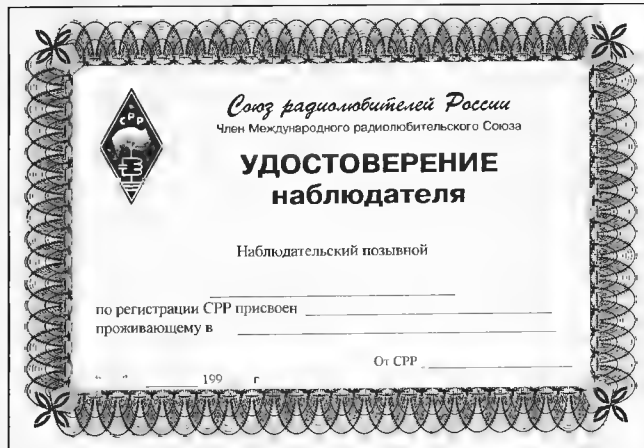 СРР
Союз радиолюбителей России
Член Международного радиолюбительского Союза
УДОСТОВЕРЕНИЕ
наблюдателя
Наблюдательский позывной
по регистрации СРР присвоен
проживающему в
От СРР
" " 199 г